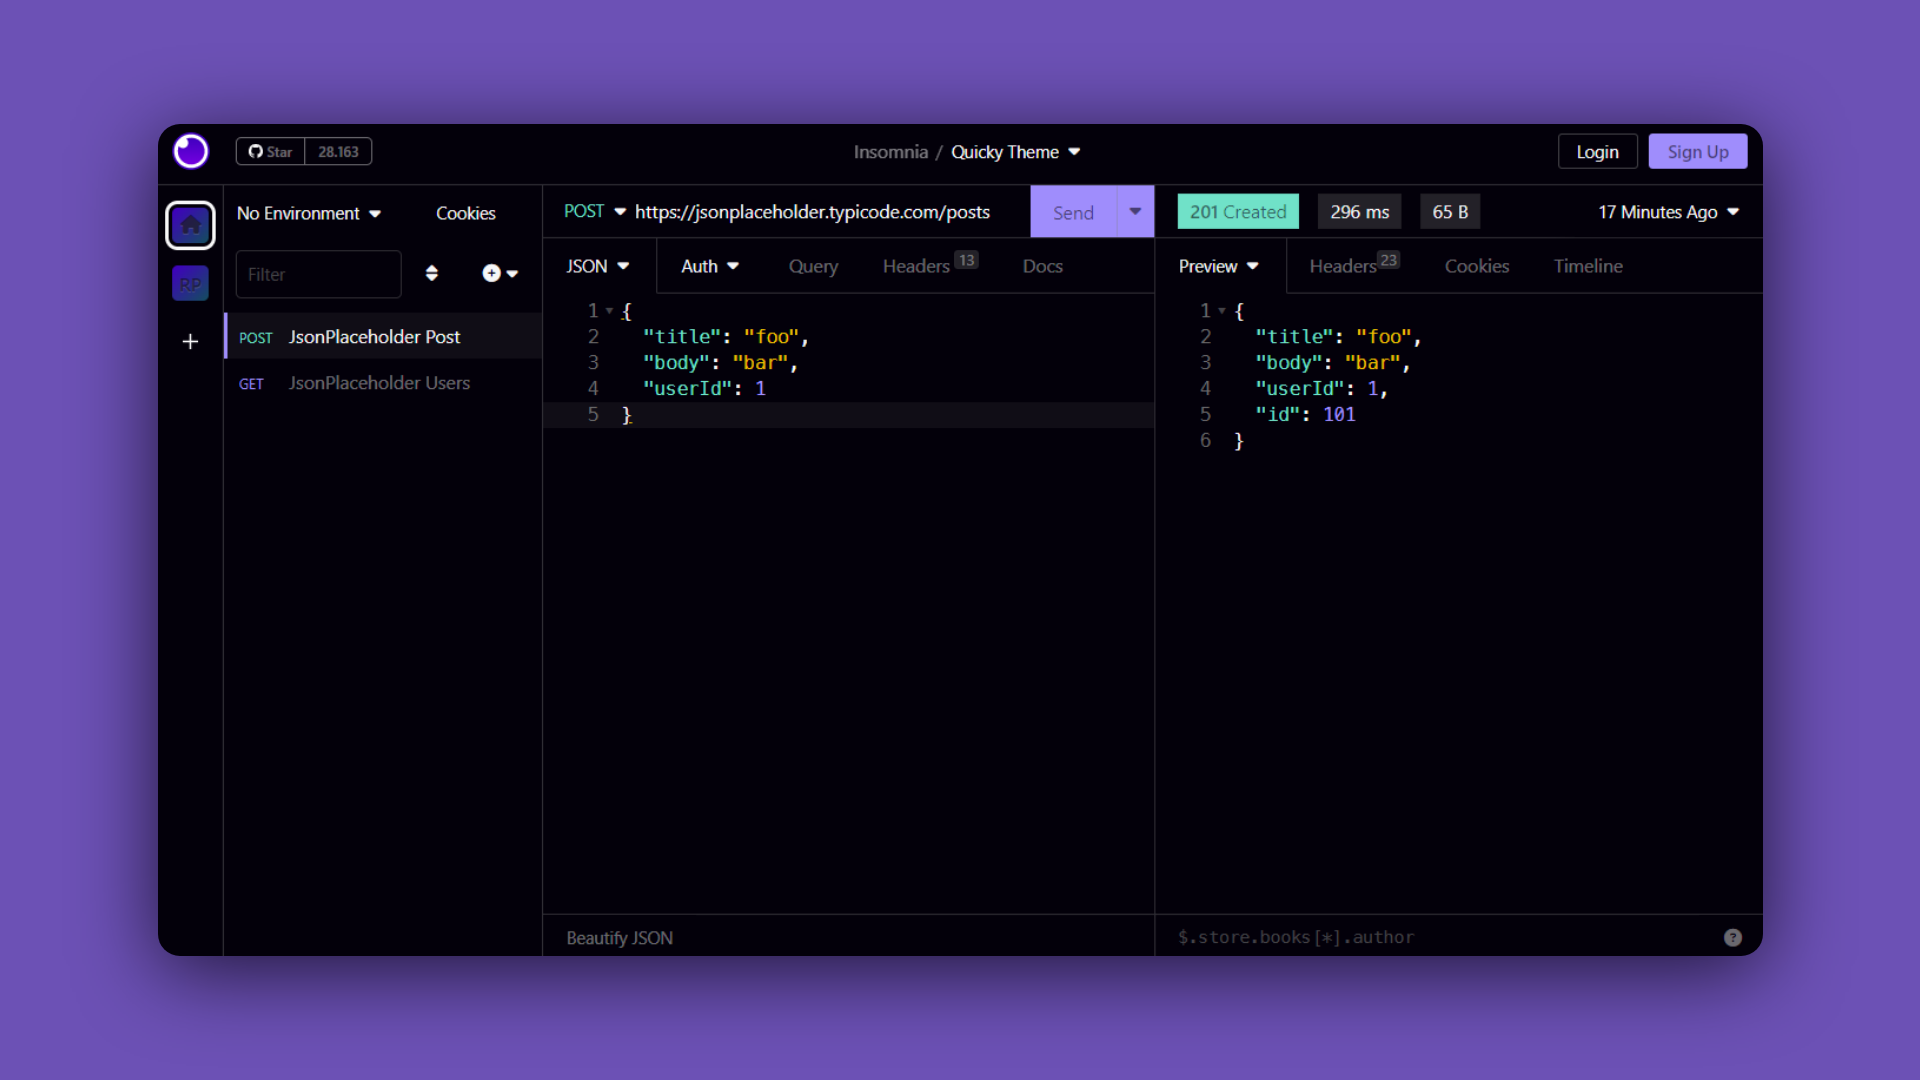 Star 28.163
Insomnia / Quicky Theme
Login Sign Up
RP
No Environment Cookies
Filter
POST JsonPlaceholder Post
GET JsonPlaceholder Users
POST https://jsonplaceholder.typicode.com/posts Send
JSON Auth Query Headers 13 Docs
1 {
2 "title": "foo",
3 "body": "bar",
4 "userId": 1
5 }
Beautify JSON
201 Created 296 ms 65 B 17 Minutes Ago
Preview Headers 23 Cookies Timeline
1 {
2 "title": "foo",
3 "body": "bar",
4 "userId": 1,
5 "id": 101
6 }
$.store.books[*].author ?